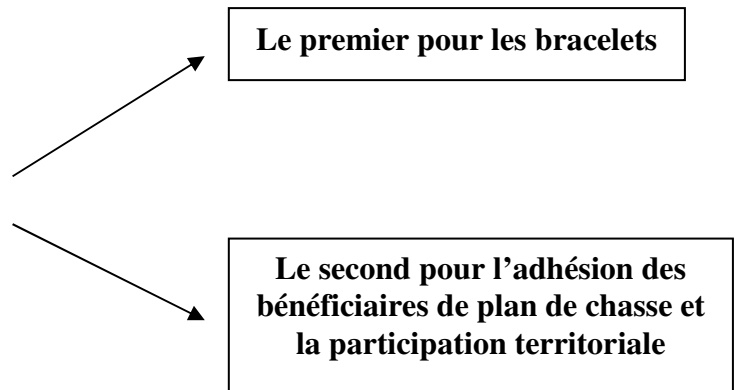 Le premier pour les bracelets
Le second pour l’adhésion des
bénéficiaires de plan de chasse et
la participation territoriale